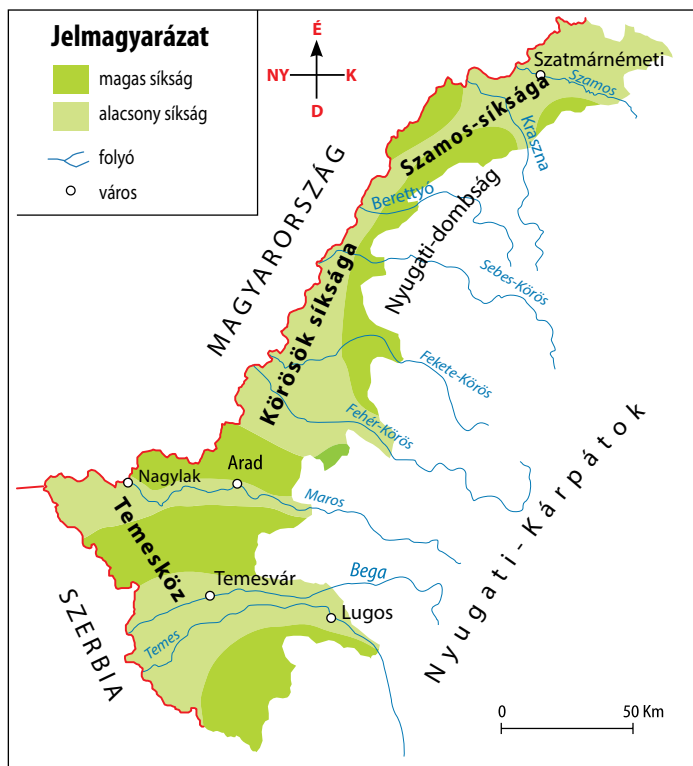 Jelmagyarázat
magas síkság
alacsony síkság
folyó
város
É
NY
K
D
Szatmárnémeti
Szamos
Szamos-síksága
Kraszna
MAGYARORSZÁG
Berettyó
Nyugati-dombság
Sebes-Körös
Körösök síksága
Fekete-Körös
Fehér-Körös
Nyugati-Kárpátok
Nagylak
Arad
Maros
Temesköz
Temesvár
Bega
Lugos
Temes
SZERBIA
0
50 Km